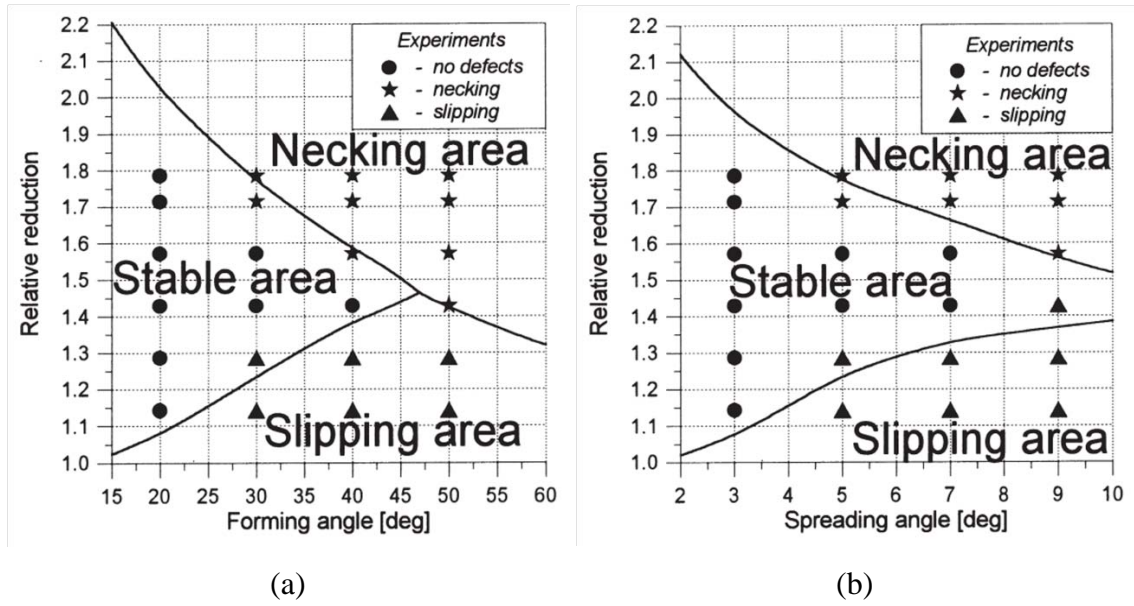 2.2
2.1
2.0
1.9
1.8
1.7
1.6
1.5
1.4
1.3
1.2
1.1
1.0
Relative reduction
Experiments
- no defects
- necking
- slipping
Necking area
Stable area
Slipping area
15 20 25 30 35 40 45 50 55 60
Forming angle [deg]
(a)
2.2
2.1
2.0
1.9
1.8
1.7
1.6
1.5
1.4
1.3
1.2
1.1
1.0
Relative reduction
Experiments
- no defects
- necking
- slipping
Necking area
Stable area
Slipping area
2 3 4 5 6 7 8 9 10
Spreading angle [deg]
(b)